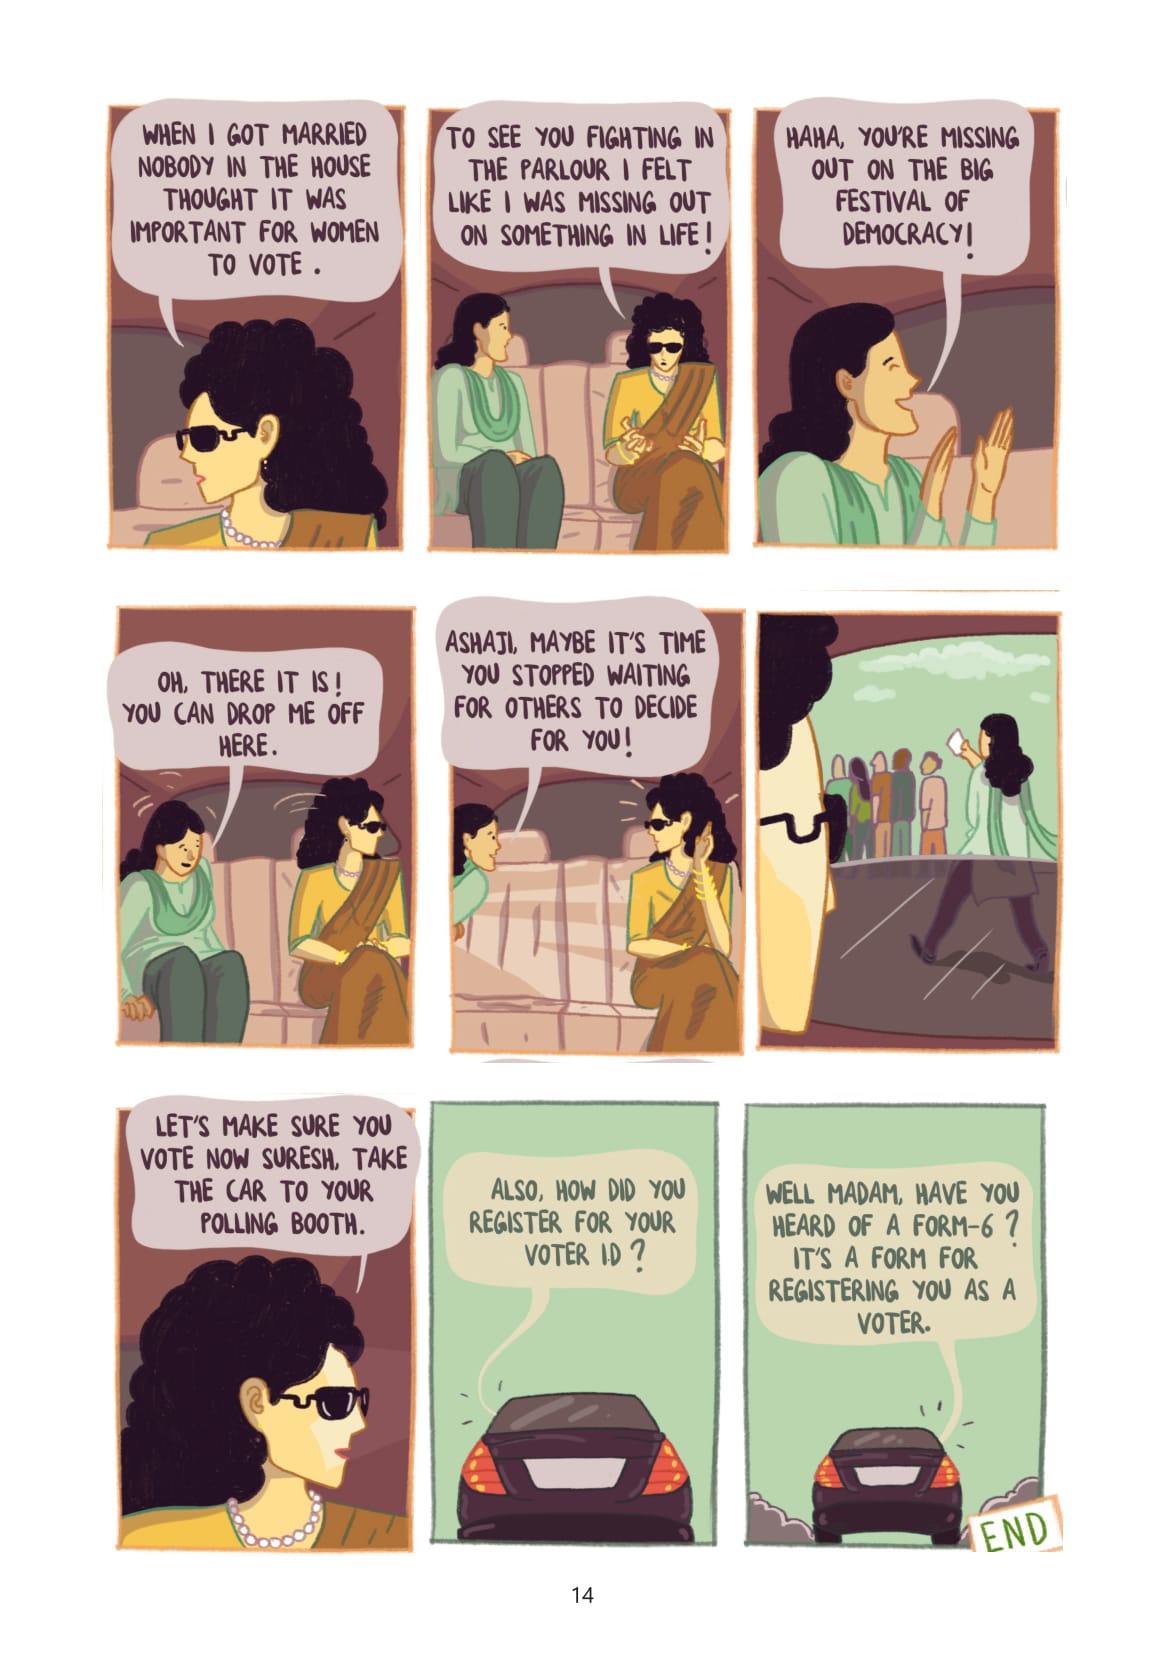 WHEN I GOT MARRIED
NOBODY IN THE HOUSE
THOUGHT IT WAS
IMPORTANT FOR WOMEN
TO VOTE .
TO SEE YOU FIGHTING IN
THE PARLOUR I FELT
LIKE I WAS MISSING OUT
ON SOMETHING IN LIFE!
HAHA, YOU'RE MISSING
OUT ON THE BIG
FESTIVAL OF
DEMOCRACY!
OH, THERE IT IS!
YOU CAN DROP ME OFF
HERE.
ASHAJI, MAYBE IT'S TIME
YOU STOPPED WAITING
FOR OTHERS TO DECIDE
FOR YOU!
LET'S MAKE SURE YOU
VOTE NOW SURESH, TAKE
THE CAR TO YOUR
POLLING BOOTH.
ALSO, HOW DID YOU
REGISTER FOR YOUR
VOTER I.D ?
WELL MADAM, HAVE YOU
HEARD OF A FORM-6 ?
IT'S A FORM FOR
REGISTERING YOU AS A
VOTER.
END
14